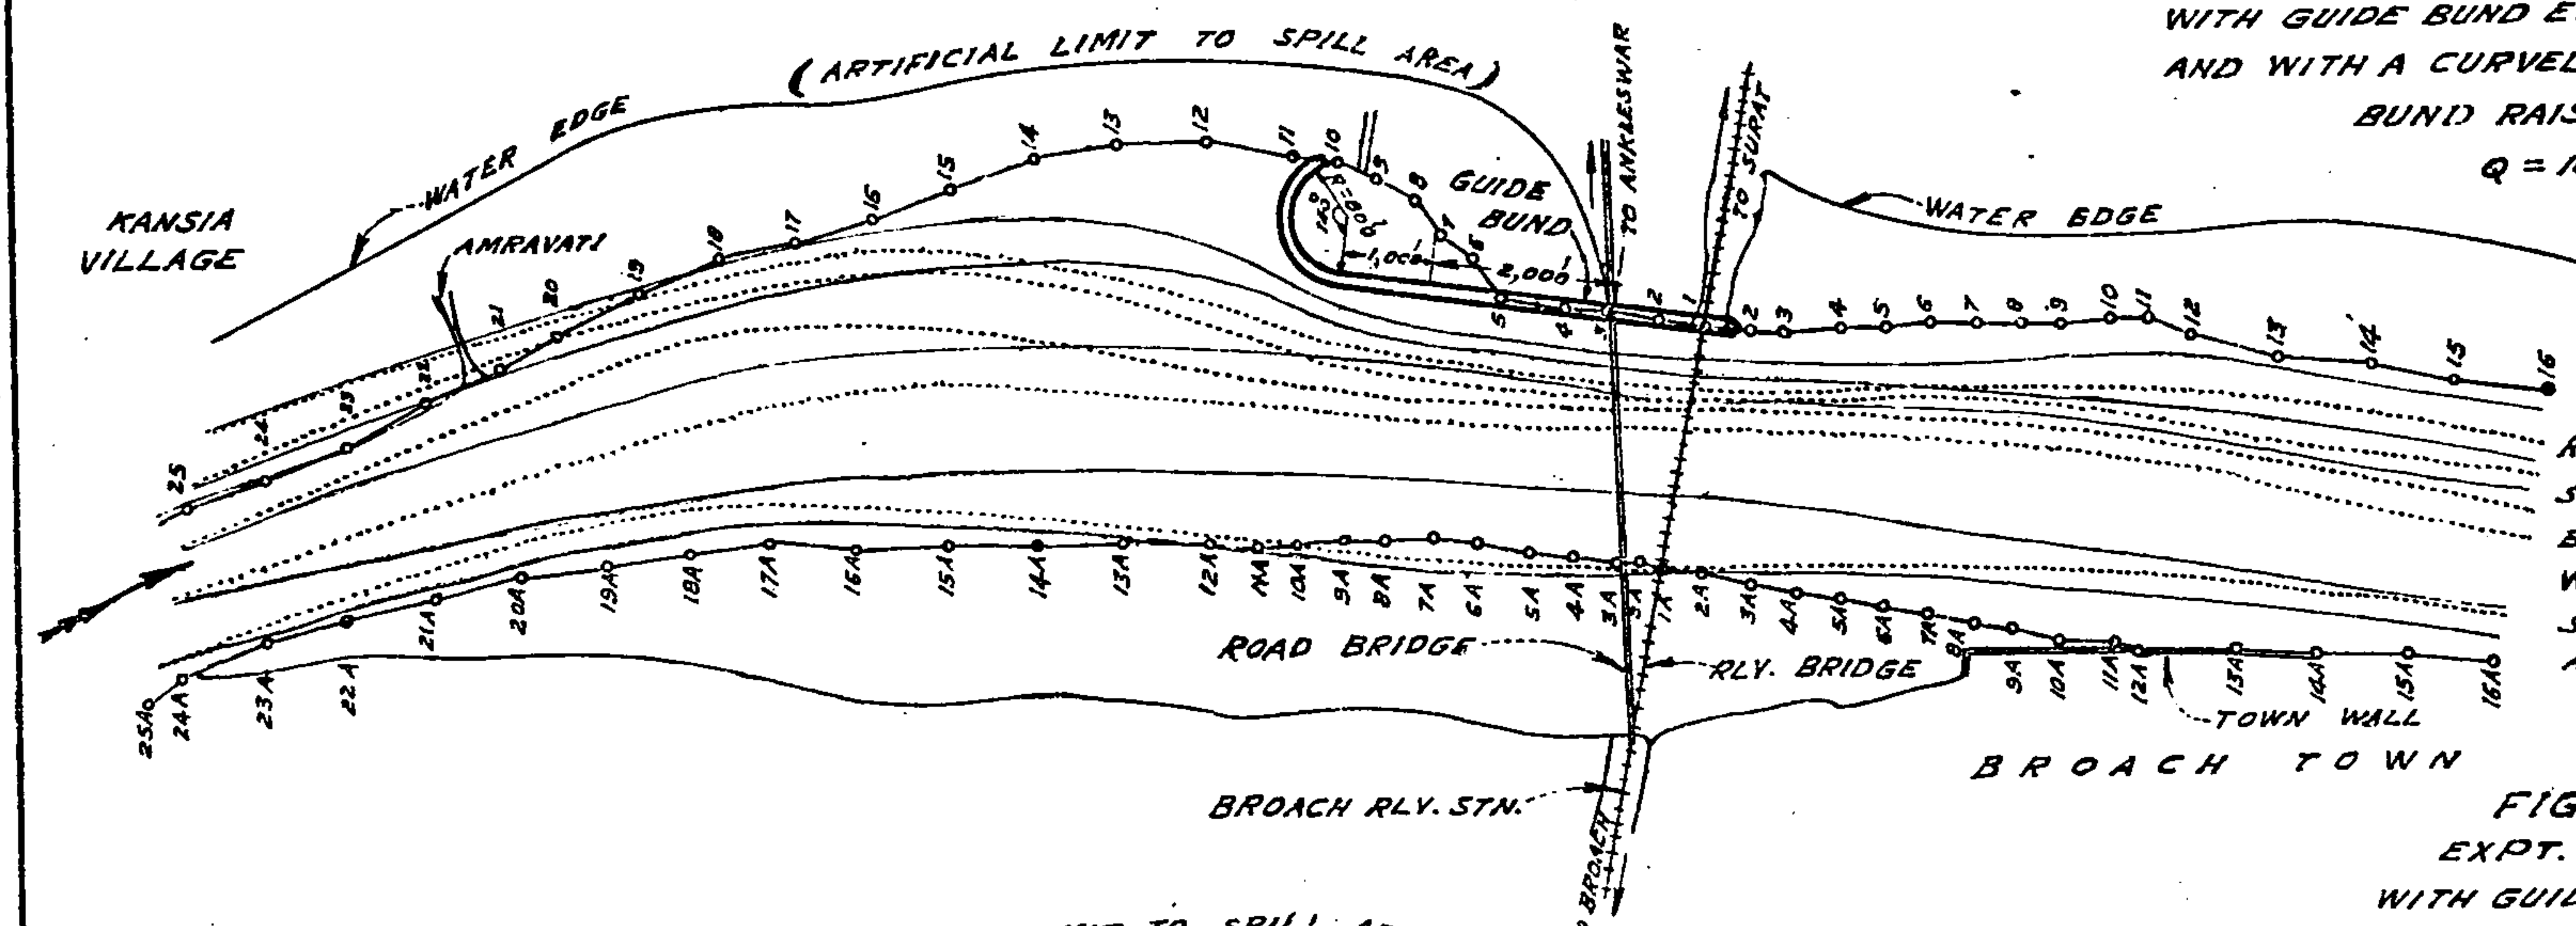 WITH GUIDE BUND
AND WITH A
BUND
Q =
(ARTIFICIAL LIMIT TO SPILL AREA)
WATER EDGE
KANSIA
VILLAGE
AMRAVATI
GUIDE
BUND
1,000'
2,000'
TO ANKLESWAR
TO SURAT
WATER EDGE
25 24 23 22 21 20 19 18 17 16 15 14 13 12 11 10 9 8 7 6 5 4 3 2 1 2 3 4 5 6 7 8 9 10 11 12 13 14 15 16
25A 24A 23A 22A 21A 20A 19A 18A 17A 16A 15A 14A 13A 12A 11A 10A 9A 8A 7A 6A 5A 4A 3A 1A 2A 3A 4A 5A 6A 7A 8A 9A 10A 11A 12A 13A 14A 15A 16A
ROAD BRIDGE
RLY. BRIDGE
TOWN WALL
BROACH TOWN
BROACH RLY. STN.
BROACH
FIG
EXPT.
WITH
TO SPILL